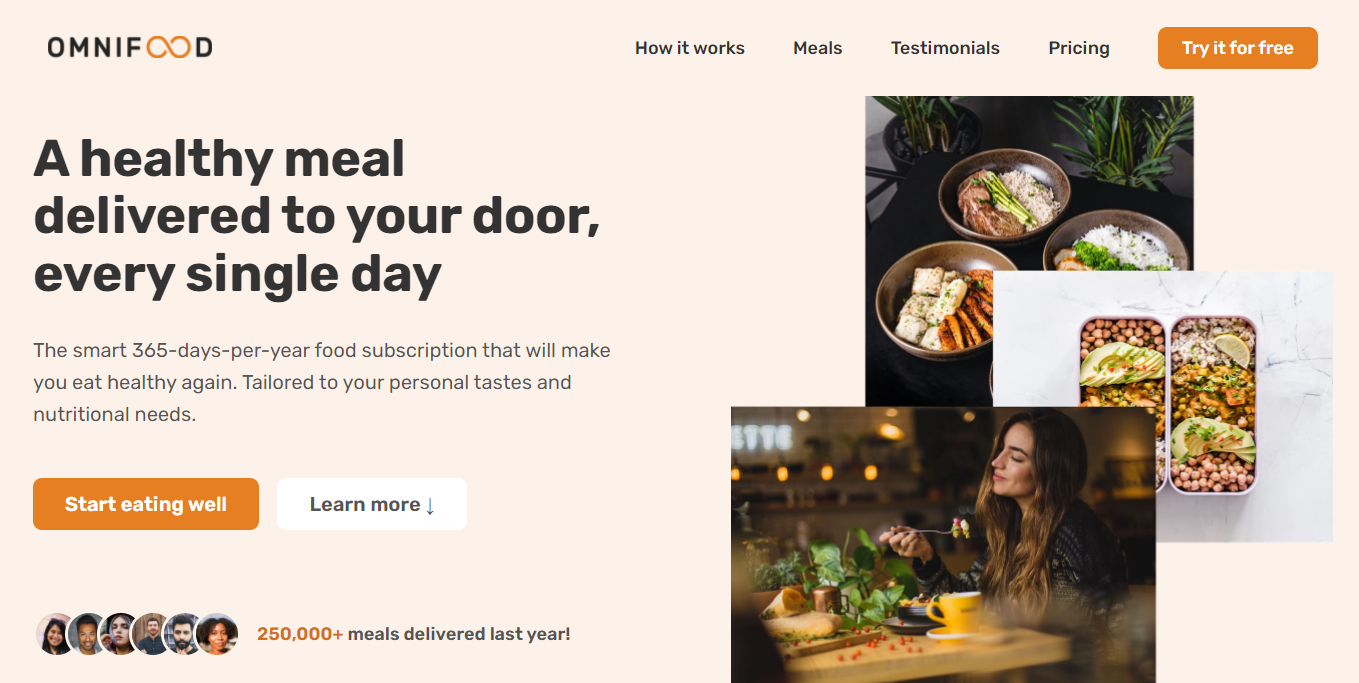 OMNIFOOD
How it works
Meals
Testimonials
Pricing
Try it for free
A healthy meal
delivered to your door,
every single day
The smart 365-days-per-year food subscription that will make
you eat healthy again. Tailored to your personal tastes and
nutritional needs.
Start eating well
Learn more ↓
250,000+ meals delivered last year!